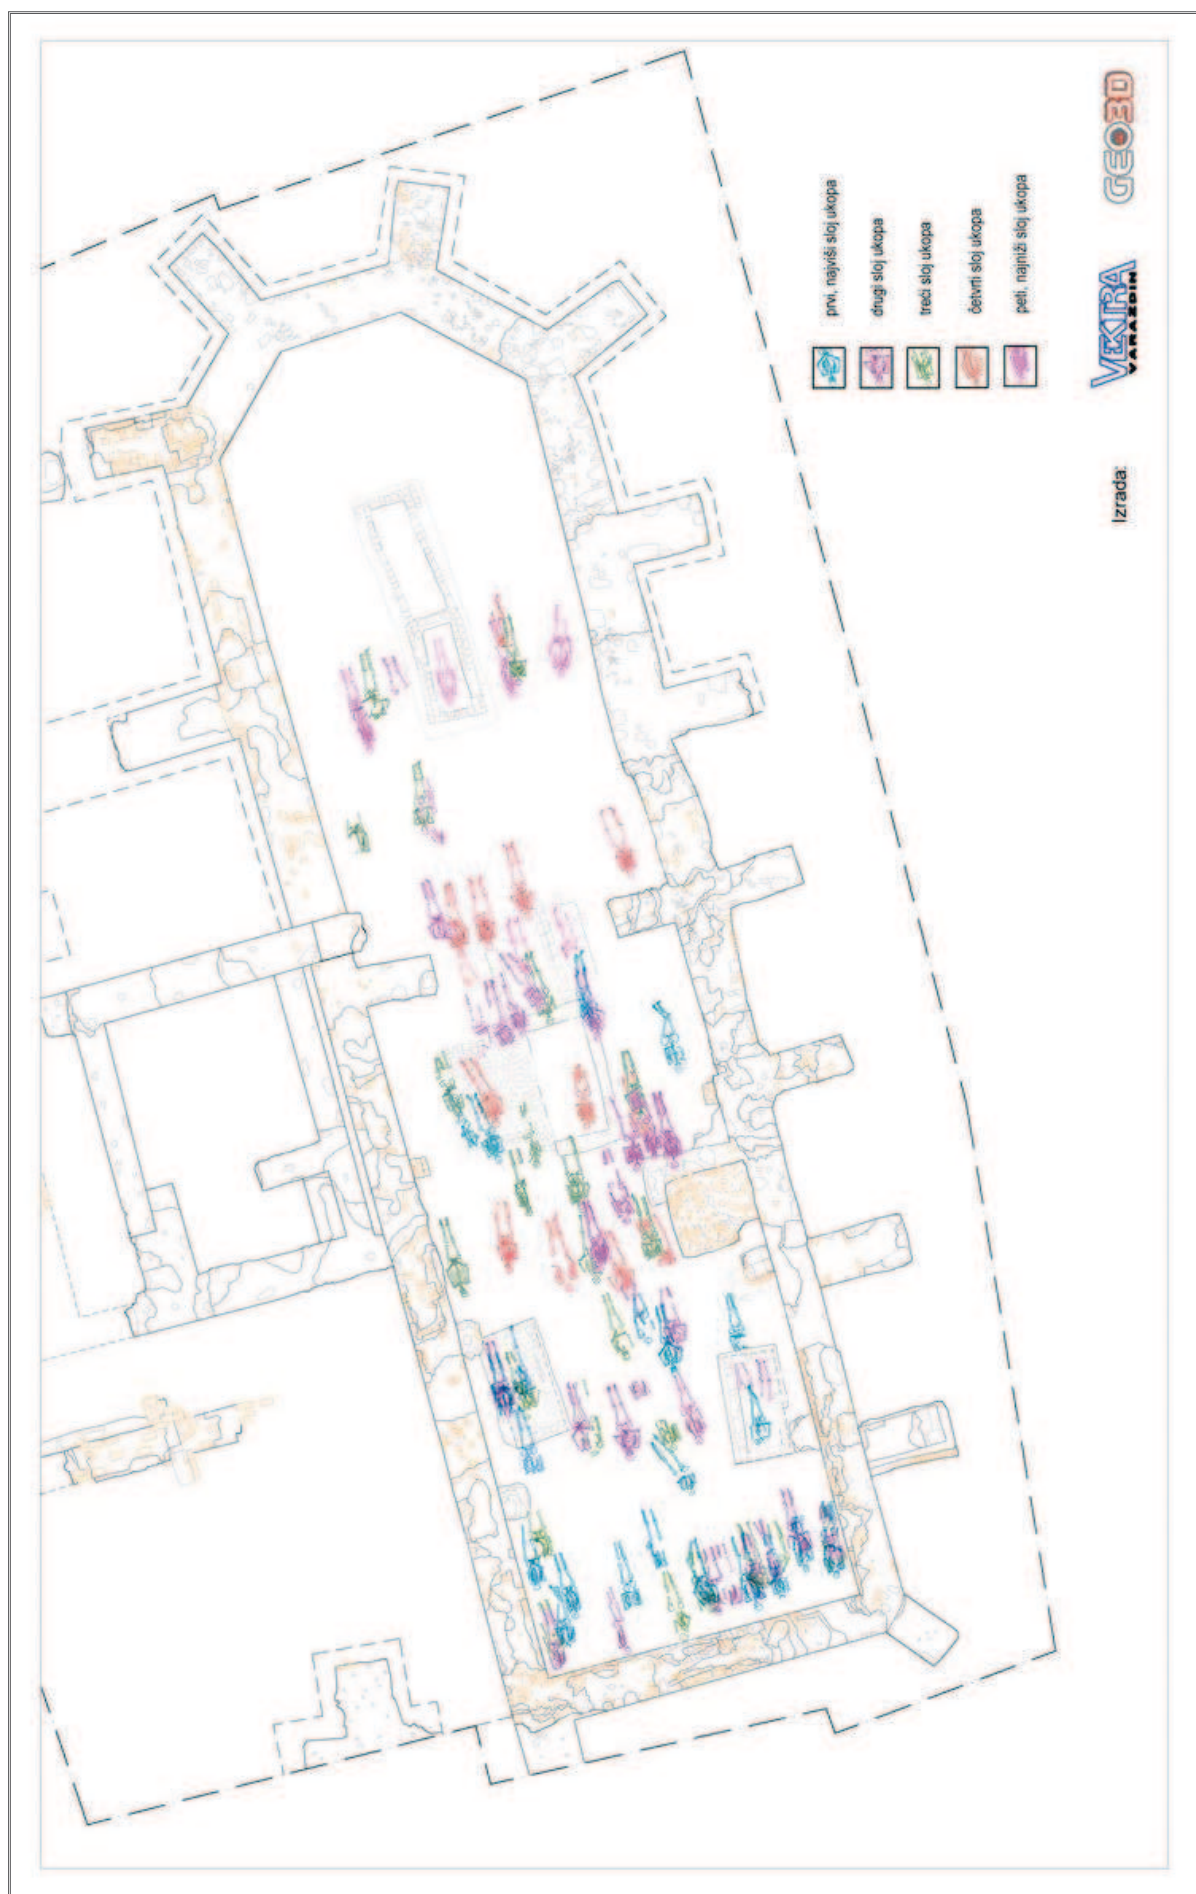 prvi, najviši sloj ukopa
drugi sloj ukopa
treći sloj ukopa
četvrti sloj ukopa
peti, najniži sloj ukopa
Izrada:
VEKTRA
VARAZDIN
GEO3D